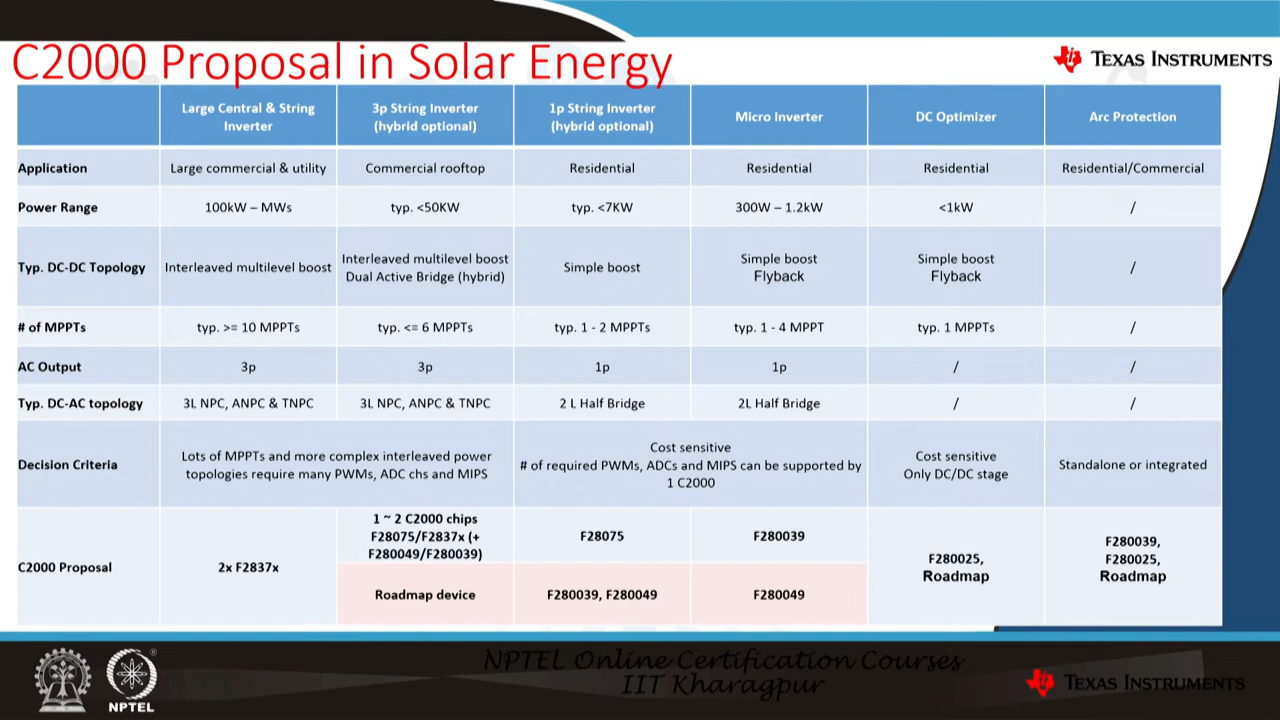 C2000 Proposal in Solar Energy
TEXAS INSTRUMENTS
Large Central & String
Inverter
3p String Inverter
(hybrid optional)
1p String Inverter
(hybrid optional)
Micro Inverter
DC Optimizer
Arc Protection
Application
Large commercial & utility
Commercial rooftop
Residential
Residential
Residential
Residential/Commercial
Power Range
100kW – MWs
typ. <50KW
typ. <7KW
300W – 1.2kW
<1kW
/
Typ. DC-DC Topology
Interleaved multilevel boost
Interleaved multilevel boost
Dual Active Bridge (hybrid)
Simple boost
Simple boost
Flyback
Simple boost
Flyback
/
# of MPPTs
typ. >= 10 MPPTs
typ. <= 6 MPPTs
typ. 1 - 2 MPPTs
typ. 1 - 4 MPPT
typ. 1 MPPTs
/
AC Output
3p
3p
1p
1p
/
/
Typ. DC-AC topology
3L NPC, ANPC & TNPC
3L NPC, ANPC & TNPC
2 L Half Bridge
2L Half Bridge
/
/
Decision Criteria
Lots of MPPTs and more complex interleaved power
topologies require many PWMs, ADC chs and MIPS
Cost sensitive
# of required PWMs, ADCs and MIPS can be supported by
1 C2000
Cost sensitive
Only DC/DC stage
Standalone or integrated
C2000 Proposal
2x F2837x
1 ~ 2 C2000 chips
F28075/F2837x (+
F280049/F280039)
Roadmap device
F28075
F280039, F280049
F280039
F280049
F280025,
Roadmap
F280039,
F280025,
Roadmap
NPTEL
NPTEL Online Certification Courses
IIT Kharagpur
TEXAS INSTRUMENTS